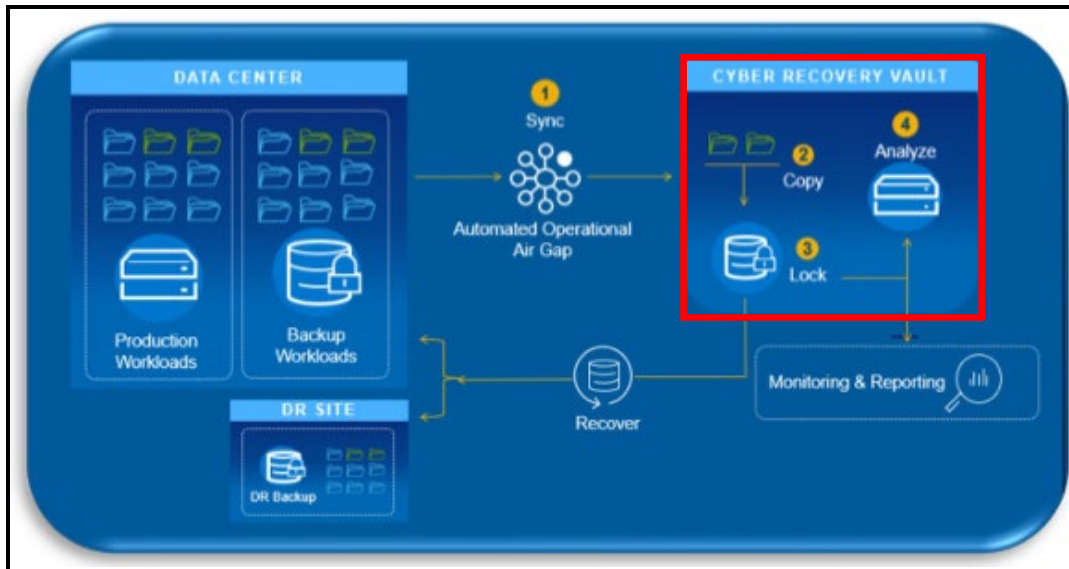 DATA CENTER
Production
Workloads
Backup
Workloads
DR SITE
DR Backup
1
Sync
Automated Operational
Air Gap
Recover
CYBER RECOVERY VAULT
2
Copy
3
Lock
4
Analyze
Monitoring & Reporting